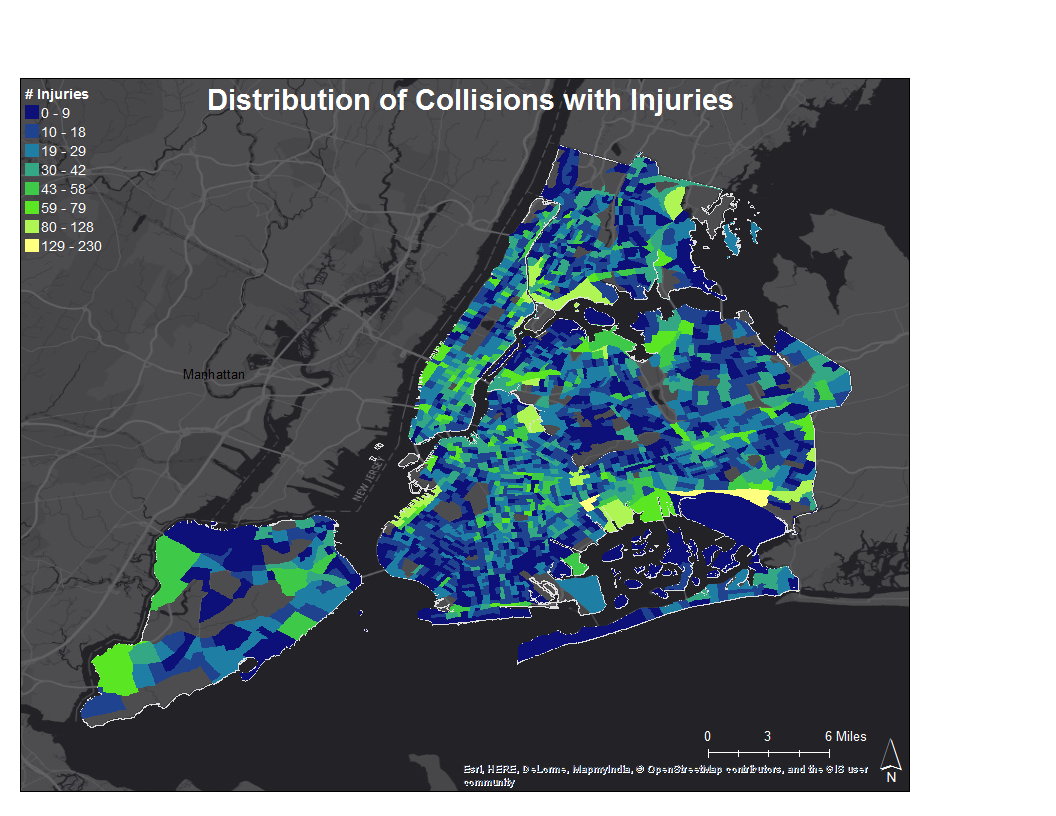 Distribution of Collisions with Injuries
# Injuries
0 - 9
10 - 18
19 - 29
30 - 42
43 - 58
59 - 79
80 - 128
129 - 230
Manhattan
NEW JERSEY
0 3 6 Miles
N
Esri, HERE, DeLorme, MapmyIndia, © OpenStreetMap contributors, and the GIS user
community